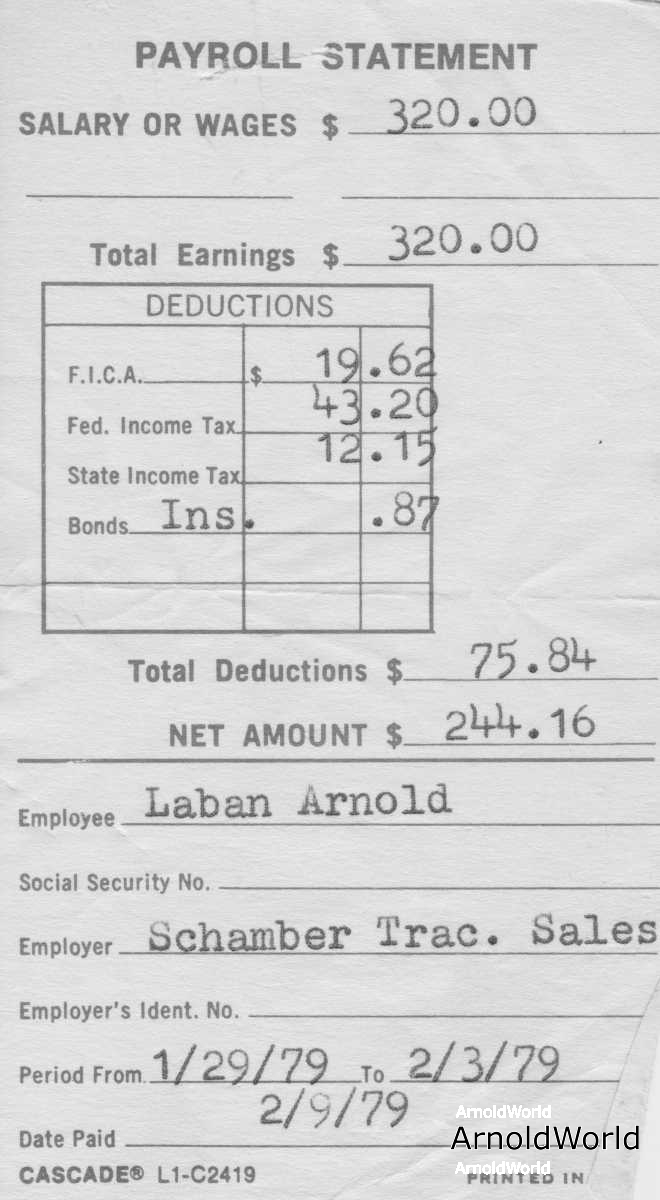 PAYROLL STATEMENT
SALARY OR WAGES $ 320.00
Total Earnings $ 320.00
DEDUCTIONS
F.I.C.A. $ 19.62
Fed. Income Tax 43.20
State Income Tax 12.15
Bonds Ins. .87
Total Deductions $ 75.84
NET AMOUNT $ 244.16
Employee Laban Arnold
Social Security No.
Employer Schamber Trac. Sales
Employer's Ident. No.
Period From 1/29/79 To 2/3/79
Date Paid 2/9/79
ArnoldWorld
ArnoldWorld
ArnoldWorld
CASCADE® L1-C2419 PRINTED IN